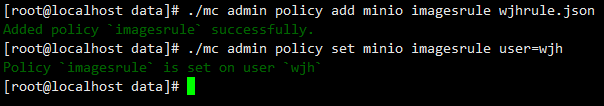 [root@localhost data]# ./mc admin policy add minio imagesrule wjhrule.json
Added policy `imagesrule` successfully.
[root@localhost data]# ./mc admin policy set minio imagesrule user=wjh
Policy `imagesrule` is set on user `wjh`
[root@localhost data]#